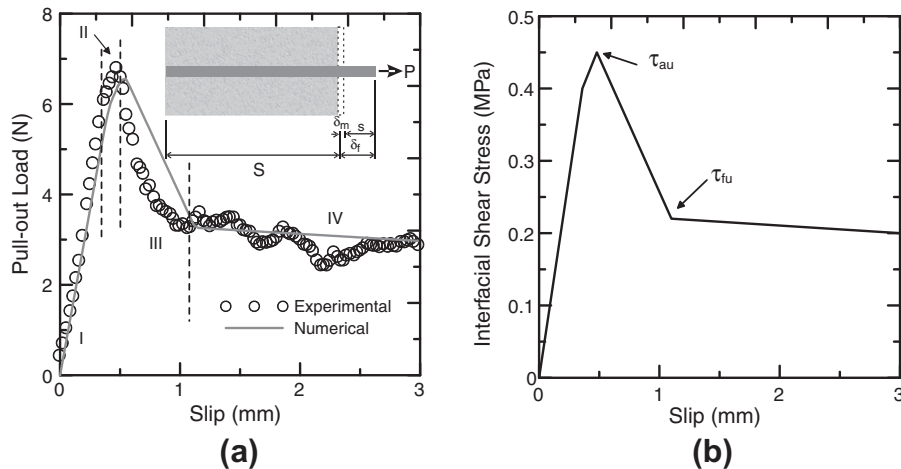 8
6
4
2
0
Pull-out Load (N)
II
I
III
IV
P
δm
s
δf
S
Experimental
Numerical
0
1
2
3
Slip (mm)
(a)
0.5
0.4
0.3
0.2
0.1
0
Interfacial Shear Stress (MPa)
τau
τfu
0
1
2
3
Slip (mm)
(b)